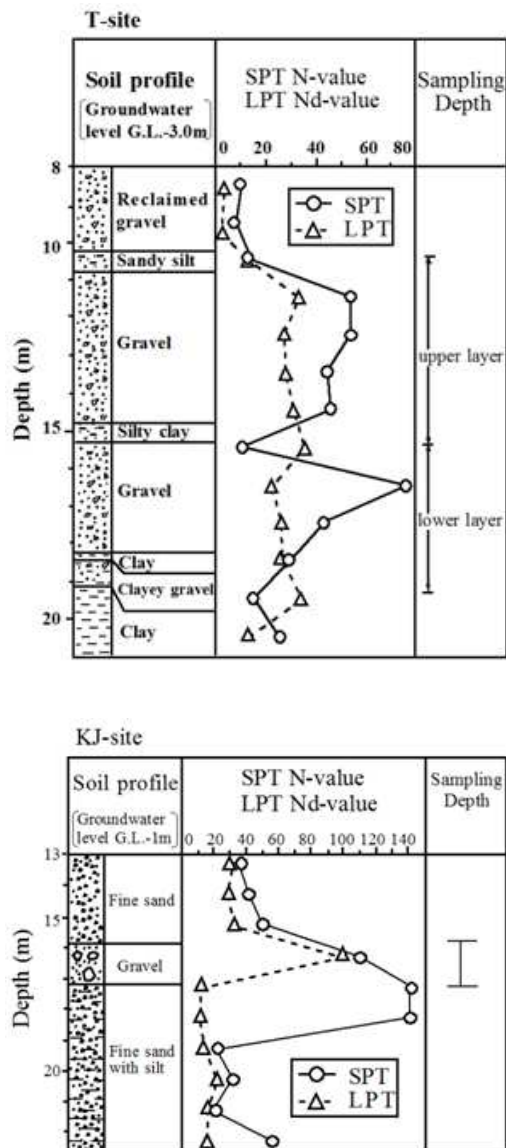 T-site
Soil profile
Groundwater
level G.L.-3.0m
SPT N-value
LPT Nd-value
Sampling
Depth
0 20 40 60 80
8
10
15
20
Depth (m)
Reclaimed
gravel
Sandy silt
Gravel
Silty clay
Gravel
Clay
Clayey gravel
Clay
SPT
LPT
upper layer
lower layer
KJ-site
Soil profile
Groundwater
level G.L.-1m
SPT N-value
LPT Nd-value
Sampling
Depth
0 20 40 60 80 100 120 140
13
15
20
Depth (m)
Fine sand
Gravel
Fine sand
with silt
SPT
LPT